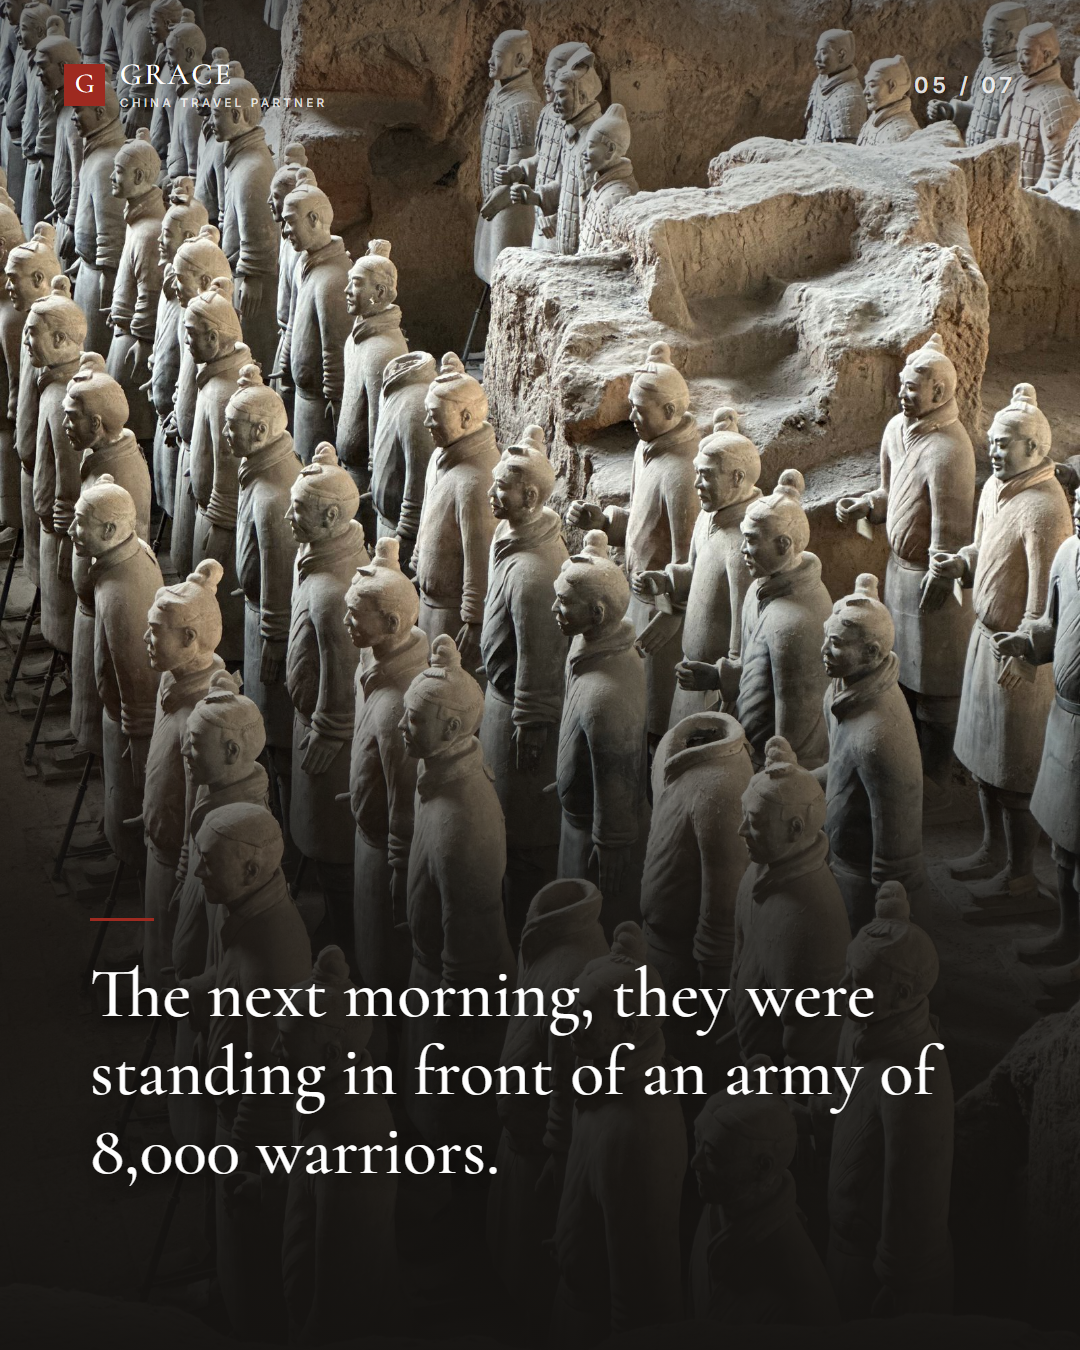 G
GRACE
CHINA TRAVEL PARTNER
05 / 07
The next morning, they were
standing in front of an army of
8,000 warriors.